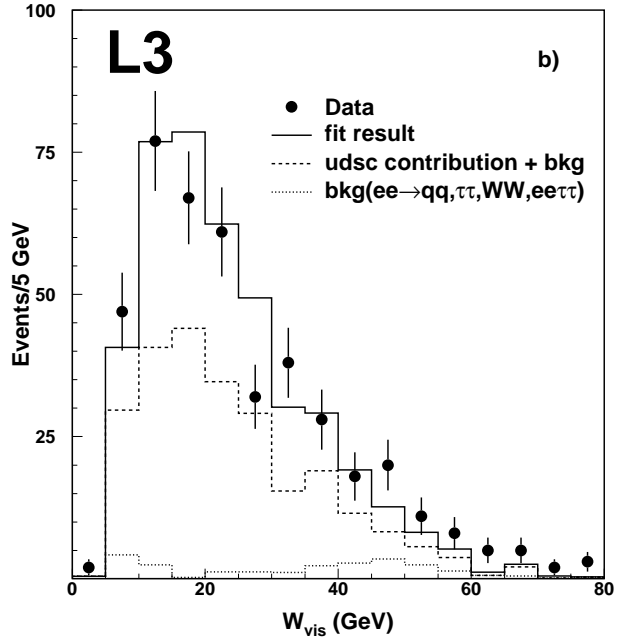 L3
b)
Data
fit result
udsc contribution + bkg
bkg(ee→qq,ττ,WW,eeττ)
Events/5 GeV
100
75
50
25
0 20 40 60 80
W_vis (GeV)